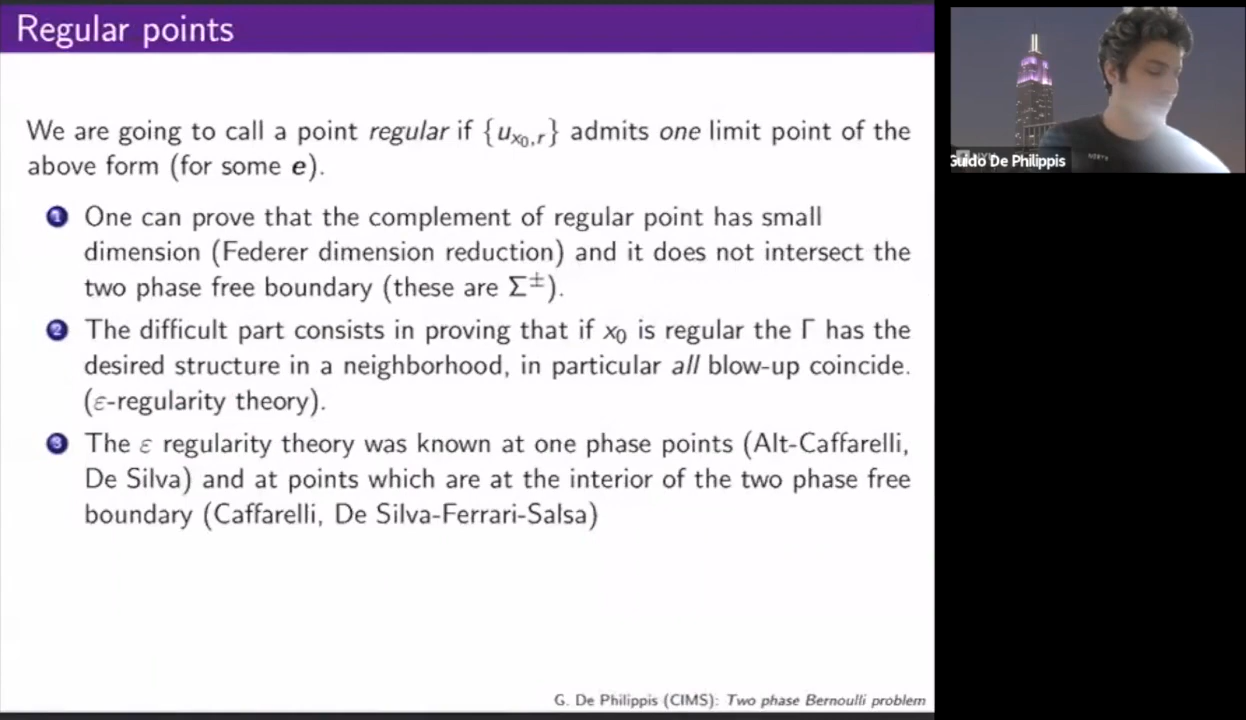 Regular points
We are going to call a point regular if {u_{x_0,r}} admits one limit point of the
above form (for some e).
1 One can prove that the complement of regular point has small
dimension (Federer dimension reduction) and it does not intersect the
two phase free boundary (these are Σ^±).
2 The difficult part consists in proving that if x_0 is regular the Γ has the
desired structure in a neighborhood, in particular all blow-up coincide.
(ε-regularity theory).
3 The ε regularity theory was known at one phase points (Alt-Caffarelli,
De Silva) and at points which are at the interior of the two phase free
boundary (Caffarelli, De Silva-Ferrari-Salsa)
G. De Philippis (CIMS): Two phase Bernoulli problem
Guido De Philippis